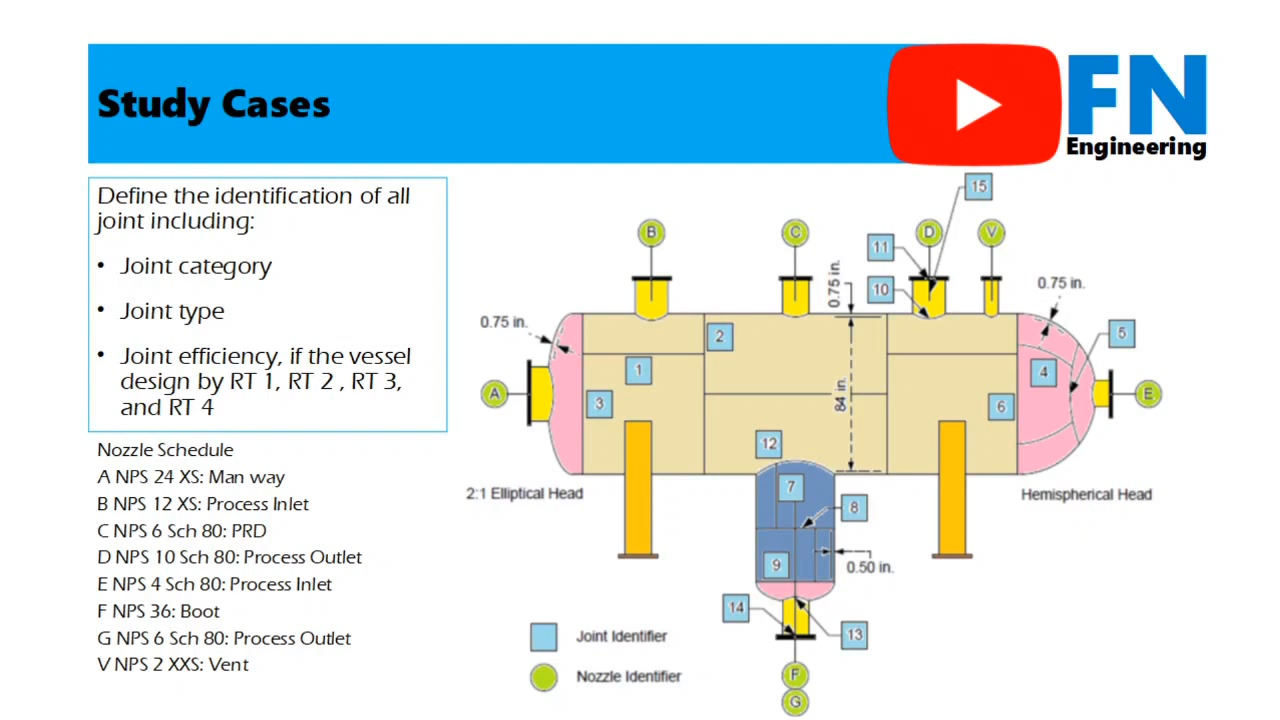 Study Cases
FN
Engineering
Define the identification of all
joint including:
• Joint category
• Joint type
• Joint efficiency, if the vessel
design by RT 1, RT 2 , RT 3,
and RT 4
Nozzle Schedule
A NPS 24 XS: Man way
B NPS 12 XS: Process Inlet
C NPS 6 Sch 80: PRD
D NPS 10 Sch 80: Process Outlet
E NPS 4 Sch 80: Process Inlet
F NPS 36: Boot
G NPS 6 Sch 80: Process Outlet
V NPS 2 XXS: Vent
15
B
C
D
V
11
10
0.75 in.
0.75 in.
0.75 in.
5
2
1
4
A
E
84 in.
3
6
12
2:1 Elliptical Head
Hemispherical Head
7
8
9
0.50 in.
14
13
Joint Identifier
Nozzle Identifier
F
G